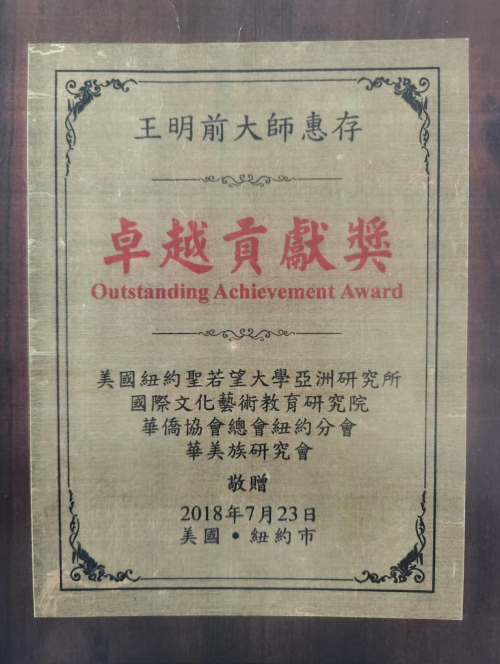 王明前大師惠存
卓越貢獻獎
Outstanding Achievement Award
美國紐約聖若望大學亞洲研究所
國際文化藝術教育研究院
華僑協會總會紐約分會
華美族研究會
敬贈
2018年7月23日
美國•紐約市